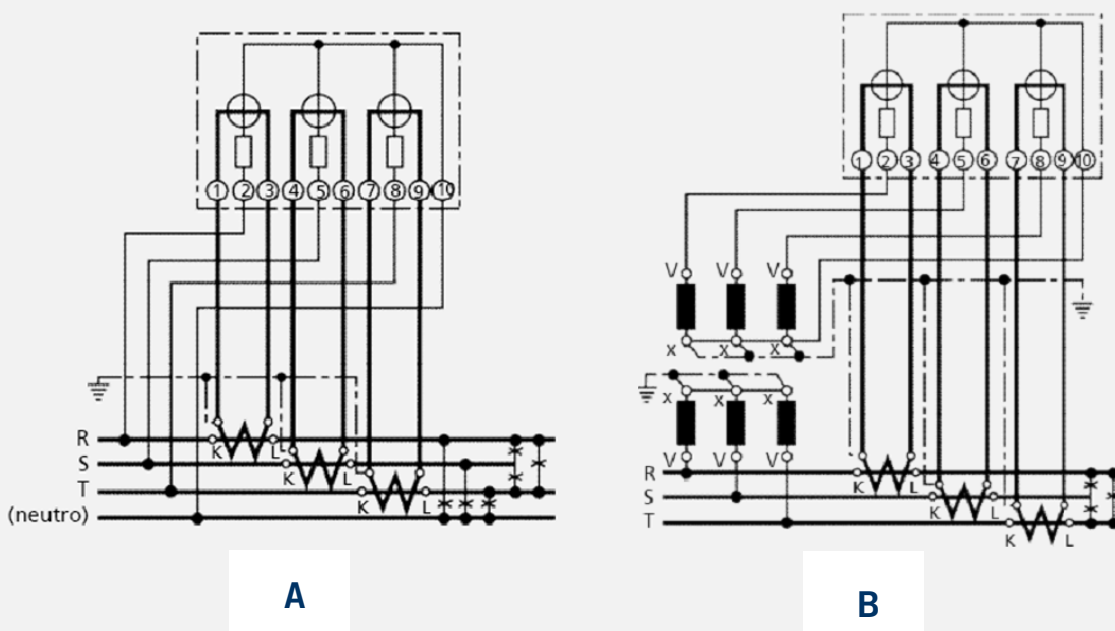 1 2 3 4 5 6 7 8 9 10
R
K L
S
K L
T
K L
(neutro)
A
1 2 3 4 5 6 7 8 9 10
V V V
x x x
x x x
V V V
R
K L
S
K L
T
K L
B